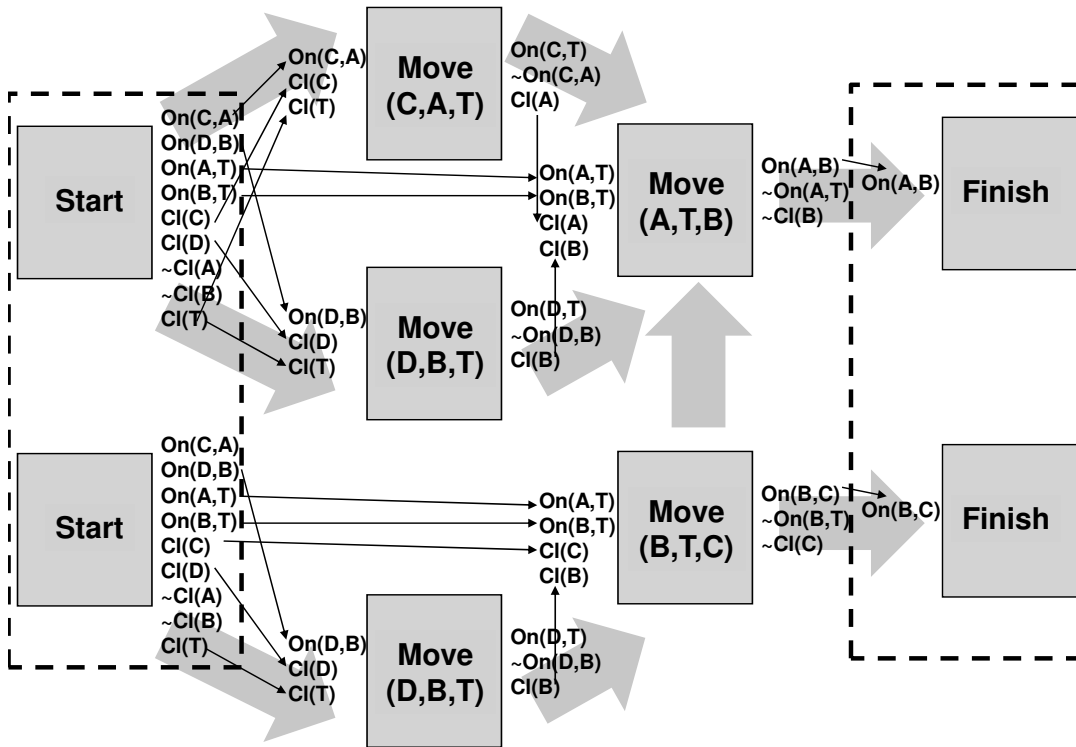 Start
On(C,A)
On(D,B)
On(A,T)
On(B,T)
Cl(C)
Cl(D)
~Cl(A)
~Cl(B)
Cl(T)
On(C,A)
Cl(C)
Cl(T)
Move
(C,A,T)
On(C,T)
~On(C,A)
Cl(A)
On(D,B)
Cl(D)
Cl(T)
Move
(D,B,T)
On(D,T)
~On(D,B)
Cl(B)
On(A,T)
On(B,T)
Cl(A)
Cl(B)
Move
(A,T,B)
On(A,B)
~On(A,T)
~Cl(B)
On(A,B)
Finish
Start
On(C,A)
On(D,B)
On(A,T)
On(B,T)
Cl(C)
Cl(D)
~Cl(A)
~Cl(B)
Cl(T)
On(D,B)
Cl(D)
Cl(T)
Move
(D,B,T)
On(D,T)
~On(D,B)
Cl(B)
On(A,T)
On(B,T)
Cl(C)
Cl(B)
Move
(B,T,C)
On(B,C)
~On(B,T)
~Cl(C)
On(B,C)
Finish